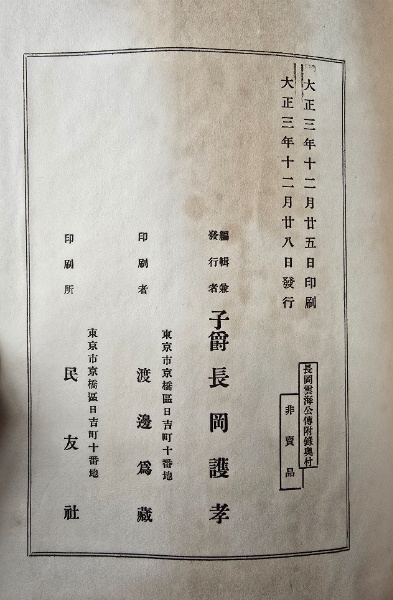 大正三年十二月廿五日印刷
大正三年十二月廿八日發行
長岡雲海公傳附錄奧村
非賣品
編輯兼
發行者
子爵長岡護孝
東京市京橋區日吉町十番地
印刷者
渡邊爲藏
東京市京橋區日吉町十番地
印刷所
民友社